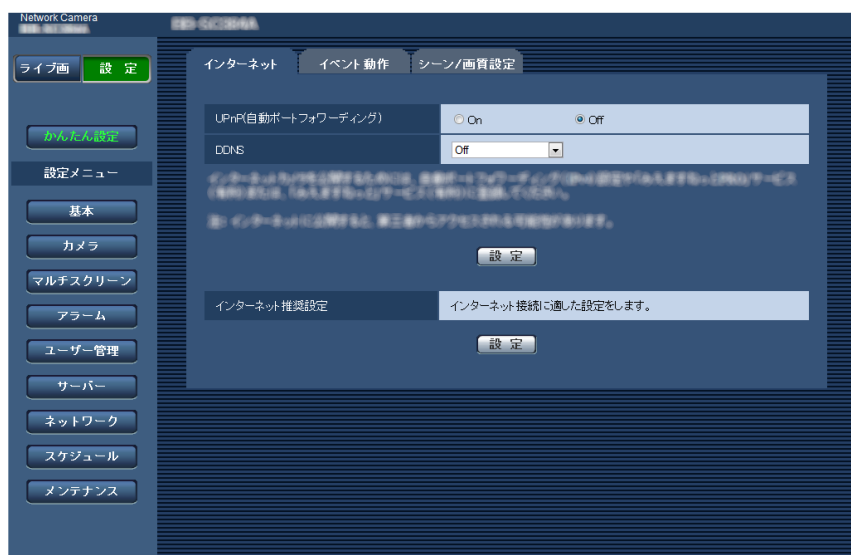 Network Camera
ライブ画 設 定
かんたん設定
設定メニュー
基本
カメラ
マルチスクリーン
アラーム
ユーザー管理
サーバー
ネットワーク
スケジュール
メンテナンス
インターネット イベント動作 シーン/画質設定
UPnP(自動ポートフォワーディング) On Off
DDNS Off
設 定
インターネット推奨設定 インターネット接続に適した設定をします。
設 定